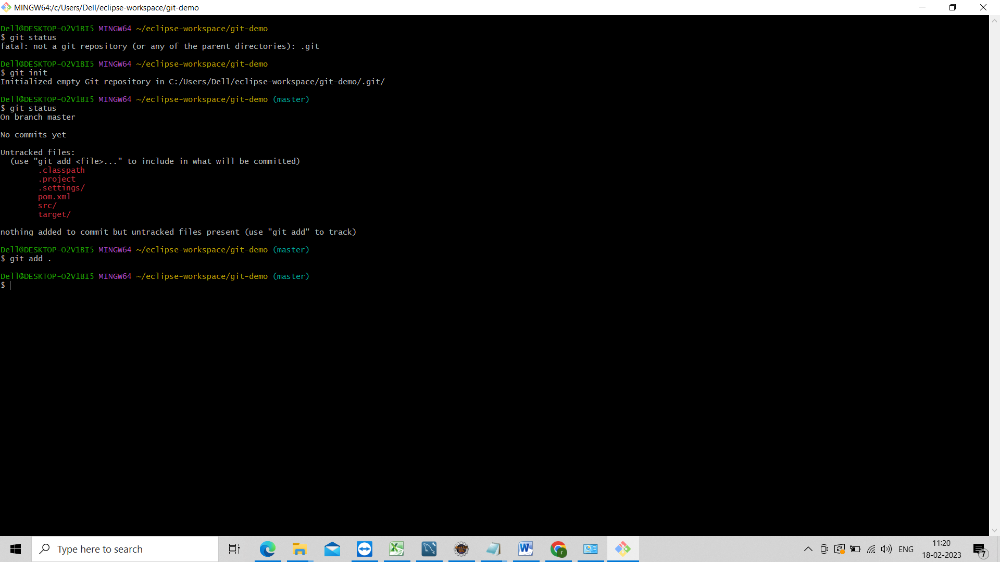 MINGW64:/c/Users/Dell/eclipse-workspace/git-demo
Dell@DESKTOP-O2V1BI5 MINGW64 ~/eclipse-workspace/git-demo
$ git status
fatal: not a git repository (or any of the parent directories): .git
Dell@DESKTOP-O2V1BI5 MINGW64 ~/eclipse-workspace/git-demo
$ git init
Initialized empty Git repository in C:/Users/Dell/eclipse-workspace/git-demo/.git/
Dell@DESKTOP-O2V1BI5 MINGW64 ~/eclipse-workspace/git-demo (master)
$ git status
On branch master
No commits yet
Untracked files:
  (use "git add <file>..." to include in what will be committed)
        .classpath
        .project
        .settings/
        pom.xml
        src/
        target/
nothing added to commit but untracked files present (use "git add" to track)
Dell@DESKTOP-O2V1BI5 MINGW64 ~/eclipse-workspace/git-demo (master)
$ git add .
Dell@DESKTOP-O2V1BI5 MINGW64 ~/eclipse-workspace/git-demo (master)
$
Type here to search
ENG
11:20
18-02-2023
7